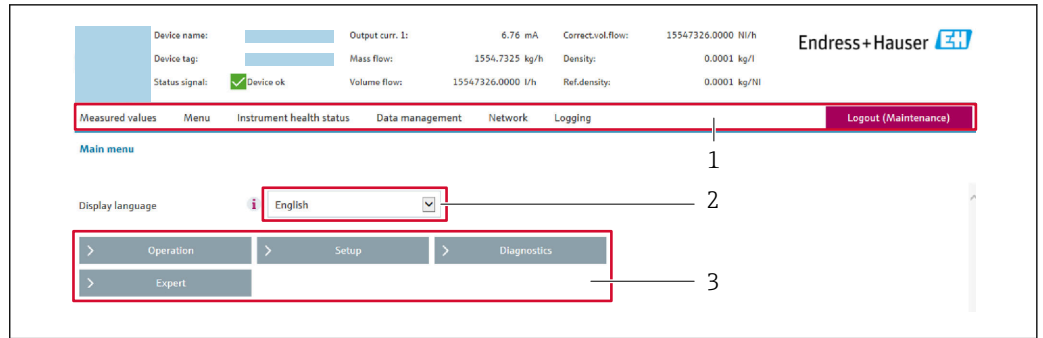 Device name: Output curr. 1: 6.76 mA Correct.vol.flow: 15547326.0000 Nl/h
Endress+Hauser EH
Device tag: Mass flow: 1554.7325 kg/h Density: 0.0001 kg/l
Status signal: Device ok Volume flow: 15547326.0000 l/h Ref.density: 0.0001 kg/Nl
Measured values Menu Instrument health status Data management Network Logging Logout (Maintenance)
1
Main menu
Display language i English 2
> Operation > Setup > Diagnostics
> Expert 3